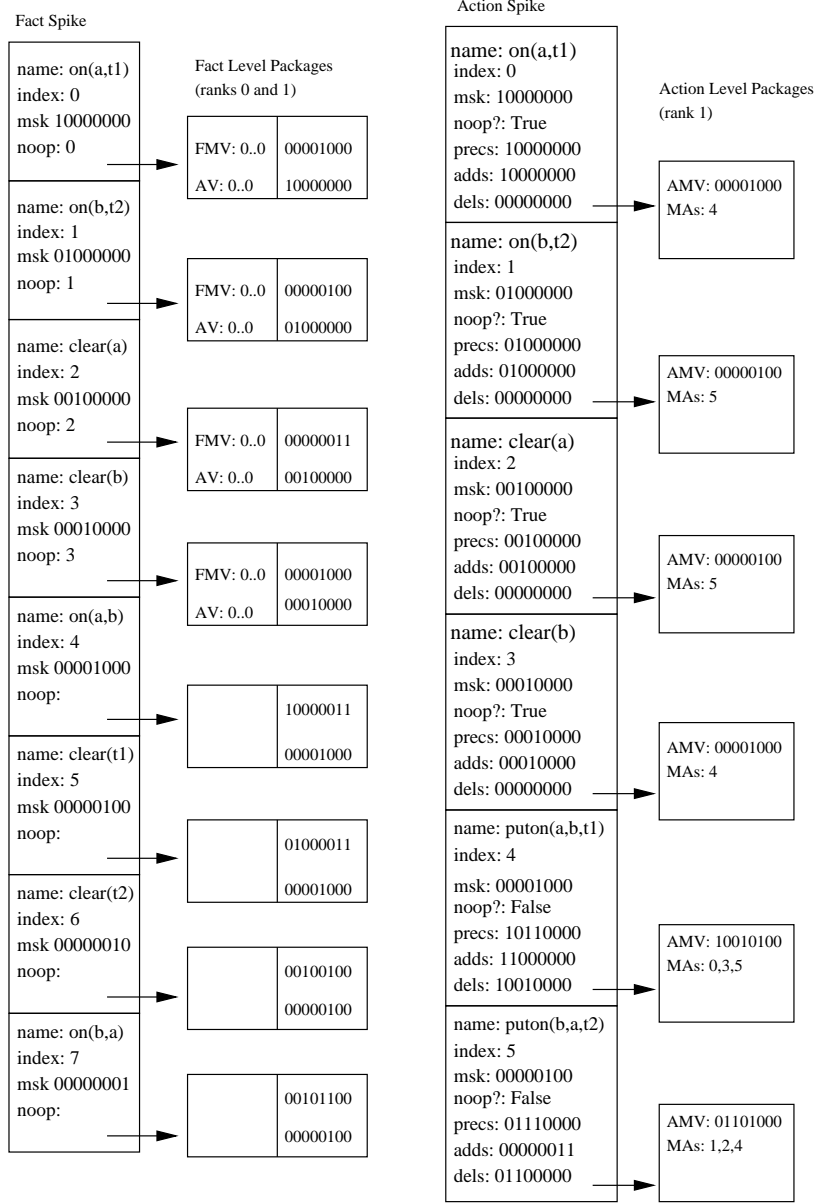 Fact Spike
name: on(a,t1)
index: 0
msk 10000000
noop: 0
name: on(b,t2)
index: 1
msk 01000000
noop: 1
name: clear(a)
index: 2
msk 00100000
noop: 2
name: clear(b)
index: 3
msk 00010000
noop: 3
name: on(a,b)
index: 4
msk 00001000
noop:
name: clear(t1)
index: 5
msk 00000100
noop:
name: clear(t2)
index: 6
msk 00000010
noop:
name: on(b,a)
index: 7
msk 00000001
noop:
Fact Level Packages
(ranks 0 and 1)
FMV: 0..0 00001000
AV: 0..0 10000000
FMV: 0..0 00000100
AV: 0..0 01000000
FMV: 0..0 00000011
AV: 0..0 00100000
FMV: 0..0 00001000
AV: 0..0 00010000
10000011
00001000
01000011
00001000
00100100
00000100
00101100
00000100
Action Spike
name: on(a,t1)
index: 0
msk: 10000000
noop?: True
precs: 10000000
adds: 10000000
dels: 00000000
name: on(b,t2)
index: 1
msk: 01000000
noop?: True
precs: 01000000
adds: 01000000
dels: 00000000
name: clear(a)
index: 2
msk: 00100000
noop?: True
precs: 00100000
adds: 00100000
dels: 00000000
name: clear(b)
index: 3
msk: 00010000
noop?: True
precs: 00010000
adds: 00010000
dels: 00000000
name: puton(a,b,t1)
index: 4
msk: 00001000
noop?: False
precs: 10110000
adds: 11000000
dels: 10010000
name: puton(b,a,t2)
index: 5
msk: 00000100
noop?: False
precs: 01110000
adds: 00000011
dels: 01100000
Action Level Packages
(rank 1)
AMV: 00001000
MAs: 4
AMV: 00000100
MAs: 5
AMV: 00000100
MAs: 5
AMV: 00001000
MAs: 4
AMV: 10010100
MAs: 0,3,5
AMV: 01101000
MAs: 1,2,4